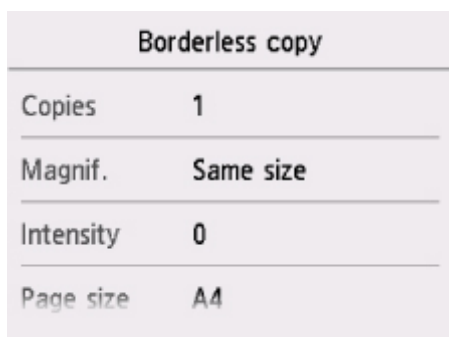 Borderless copy
Copies 1
Magnif. Same size
Intensity 0
Page size A4